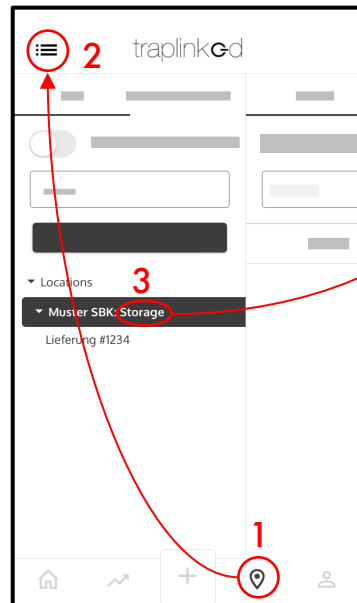 2
traplinked
Locations
3
Muster SBK: Storage
Lieferung #1234
1